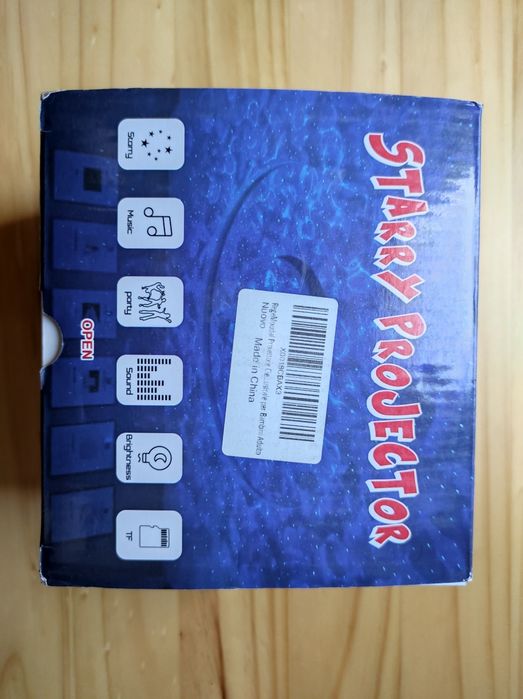 STARRY PROJECTOR
Nuovo Made in China
Starry
Music
party
Sound
Brightness
TF
OPEN